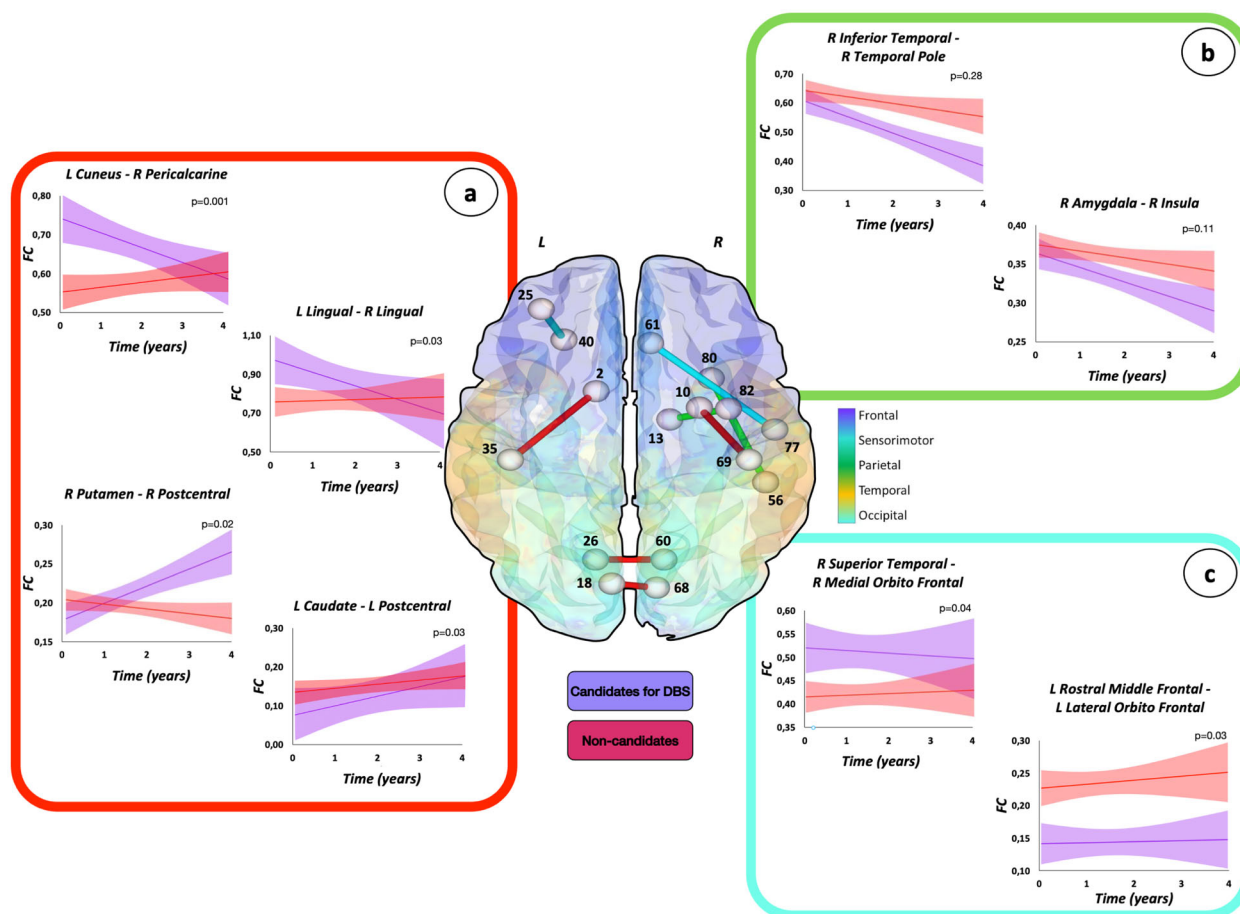 a
L Cuneus - R Pericalcarine
p=0.001
0,80
0,70
0,60
0,50
FC
0 1 2 3 4
Time (years)
L Lingual - R Lingual
p=0.03
1,10
0,90
0,70
0,50
FC
0 1 2 3 4
Time (years)
R Putamen - R Postcentral
p=0.02
0,30
0,25
0,20
0,15
FC
0 1 2 3 4
Time (years)
L Caudate - L Postcentral
p=0.03
0,30
0,20
0,10
0,00
FC
0 1 2 3 4
Time (years)
L R
25
40
2
35
26
18
61
80
10
82
13
77
69
56
60
68
Candidates for DBS
Non-candidates
b
R Inferior Temporal -
R Temporal Pole
p=0.28
0,70
0,60
0,50
0,40
0,30
FC
0 1 2 3 4
Time (years)
R Amygdala - R Insula
p=0.11
0,40
0,35
0,30
0,25
FC
0 1 2 3 4
Time (years)
Frontal
Sensorimotor
Parietal
Temporal
Occipital
c
R Superior Temporal -
R Medial Orbito Frontal
p=0.04
0,60
0,55
0,50
0,45
0,40
0,35
FC
0 1 2 3 4
Time (years)
L Rostral Middle Frontal -
L Lateral Orbito Frontal
p=0.03
0,30
0,25
0,20
0,15
0,10
FC
0 1 2 3 4
Time (years)